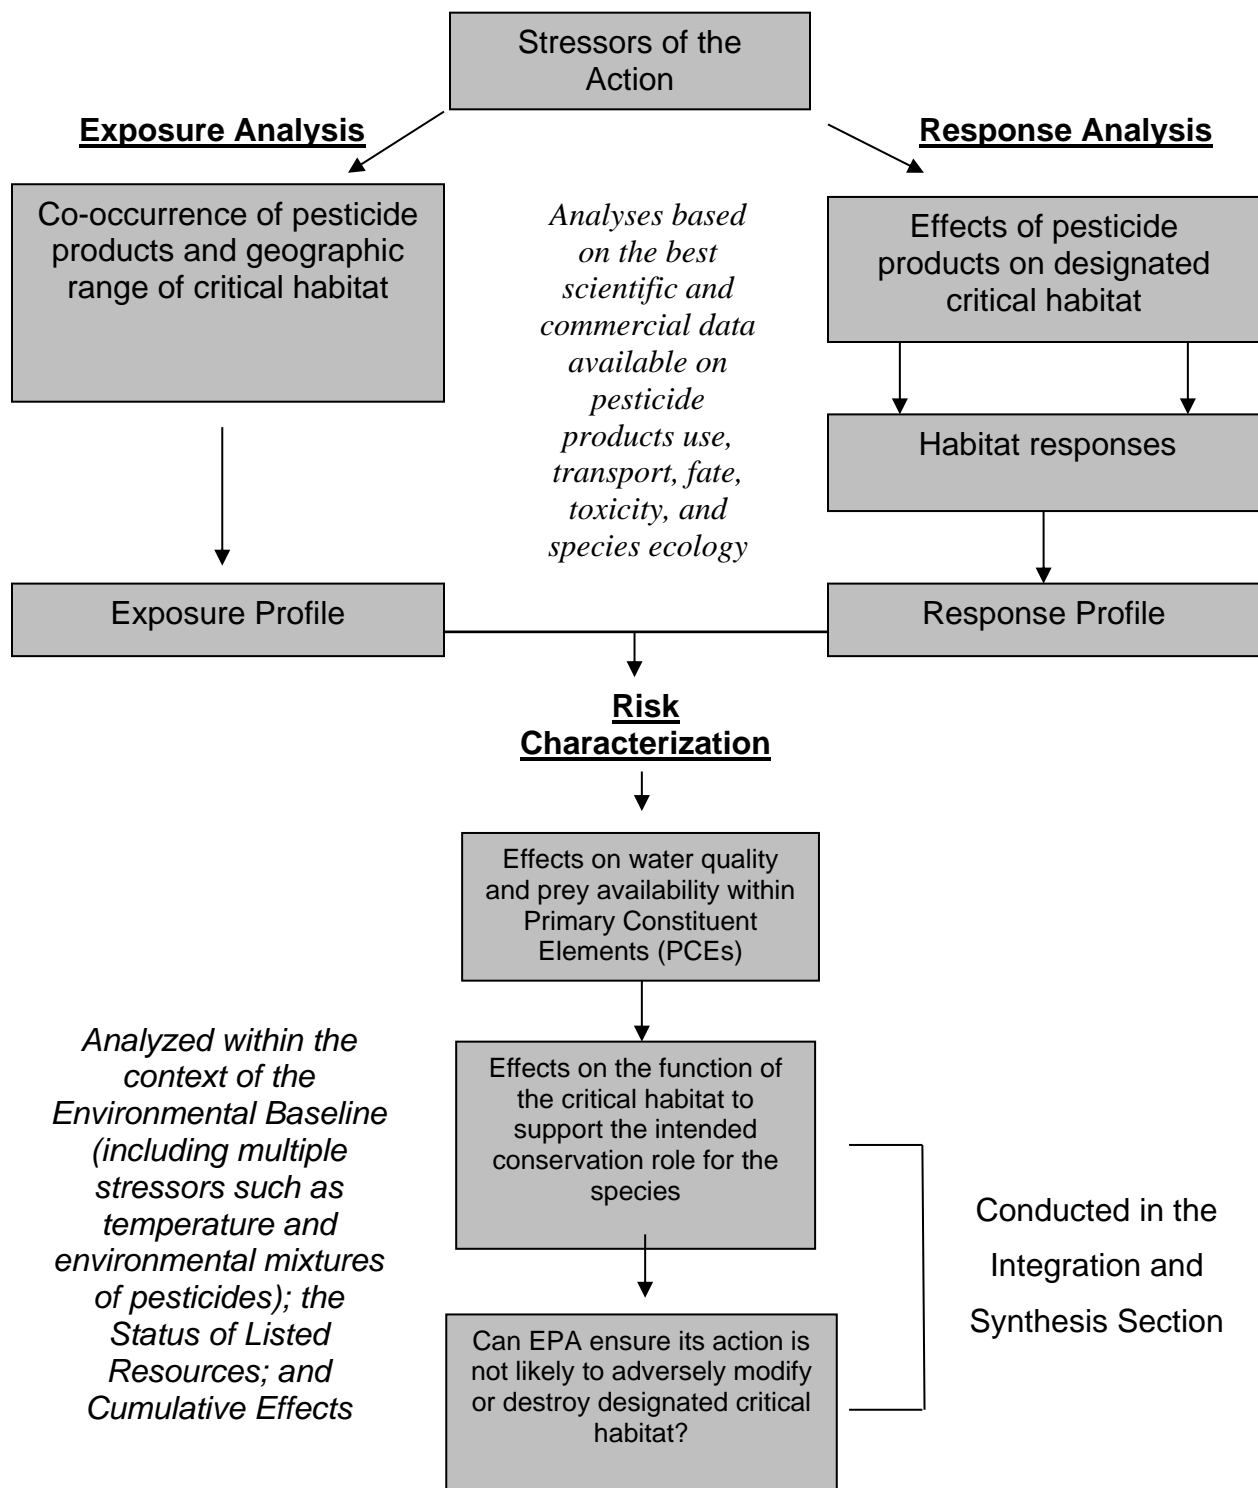 Stressors of the
Action
Exposure Analysis
Response Analysis
Co-occurrence of pesticide
products and geographic
range of critical habitat
Analyses based
on the best
scientific and
commercial data
available on
pesticide
products use,
transport, fate,
toxicity, and
species ecology
Effects of pesticide
products on designated
critical habitat
Habitat responses
Exposure Profile
Response Profile
Risk
Characterization
Effects on water quality
and prey availability within
Primary Constituent
Elements (PCEs)
Analyzed within the
context of the
Environmental Baseline
(including multiple
stressors such as
temperature and
environmental mixtures
of pesticides); the
Status of Listed
Resources; and
Cumulative Effects
Effects on the function of
the critical habitat to
support the intended
conservation role for the
species
Can EPA ensure its action is
not likely to adversely modify
or destroy designated critical
habitat?
Conducted in the
Integration and
Synthesis Section